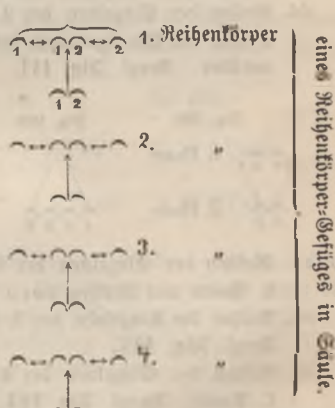 1 1 2 2 1. Reihenkörper
1 2
2. "
3. "
4. "
eines Reihenkörper-Gefüges in Säule.